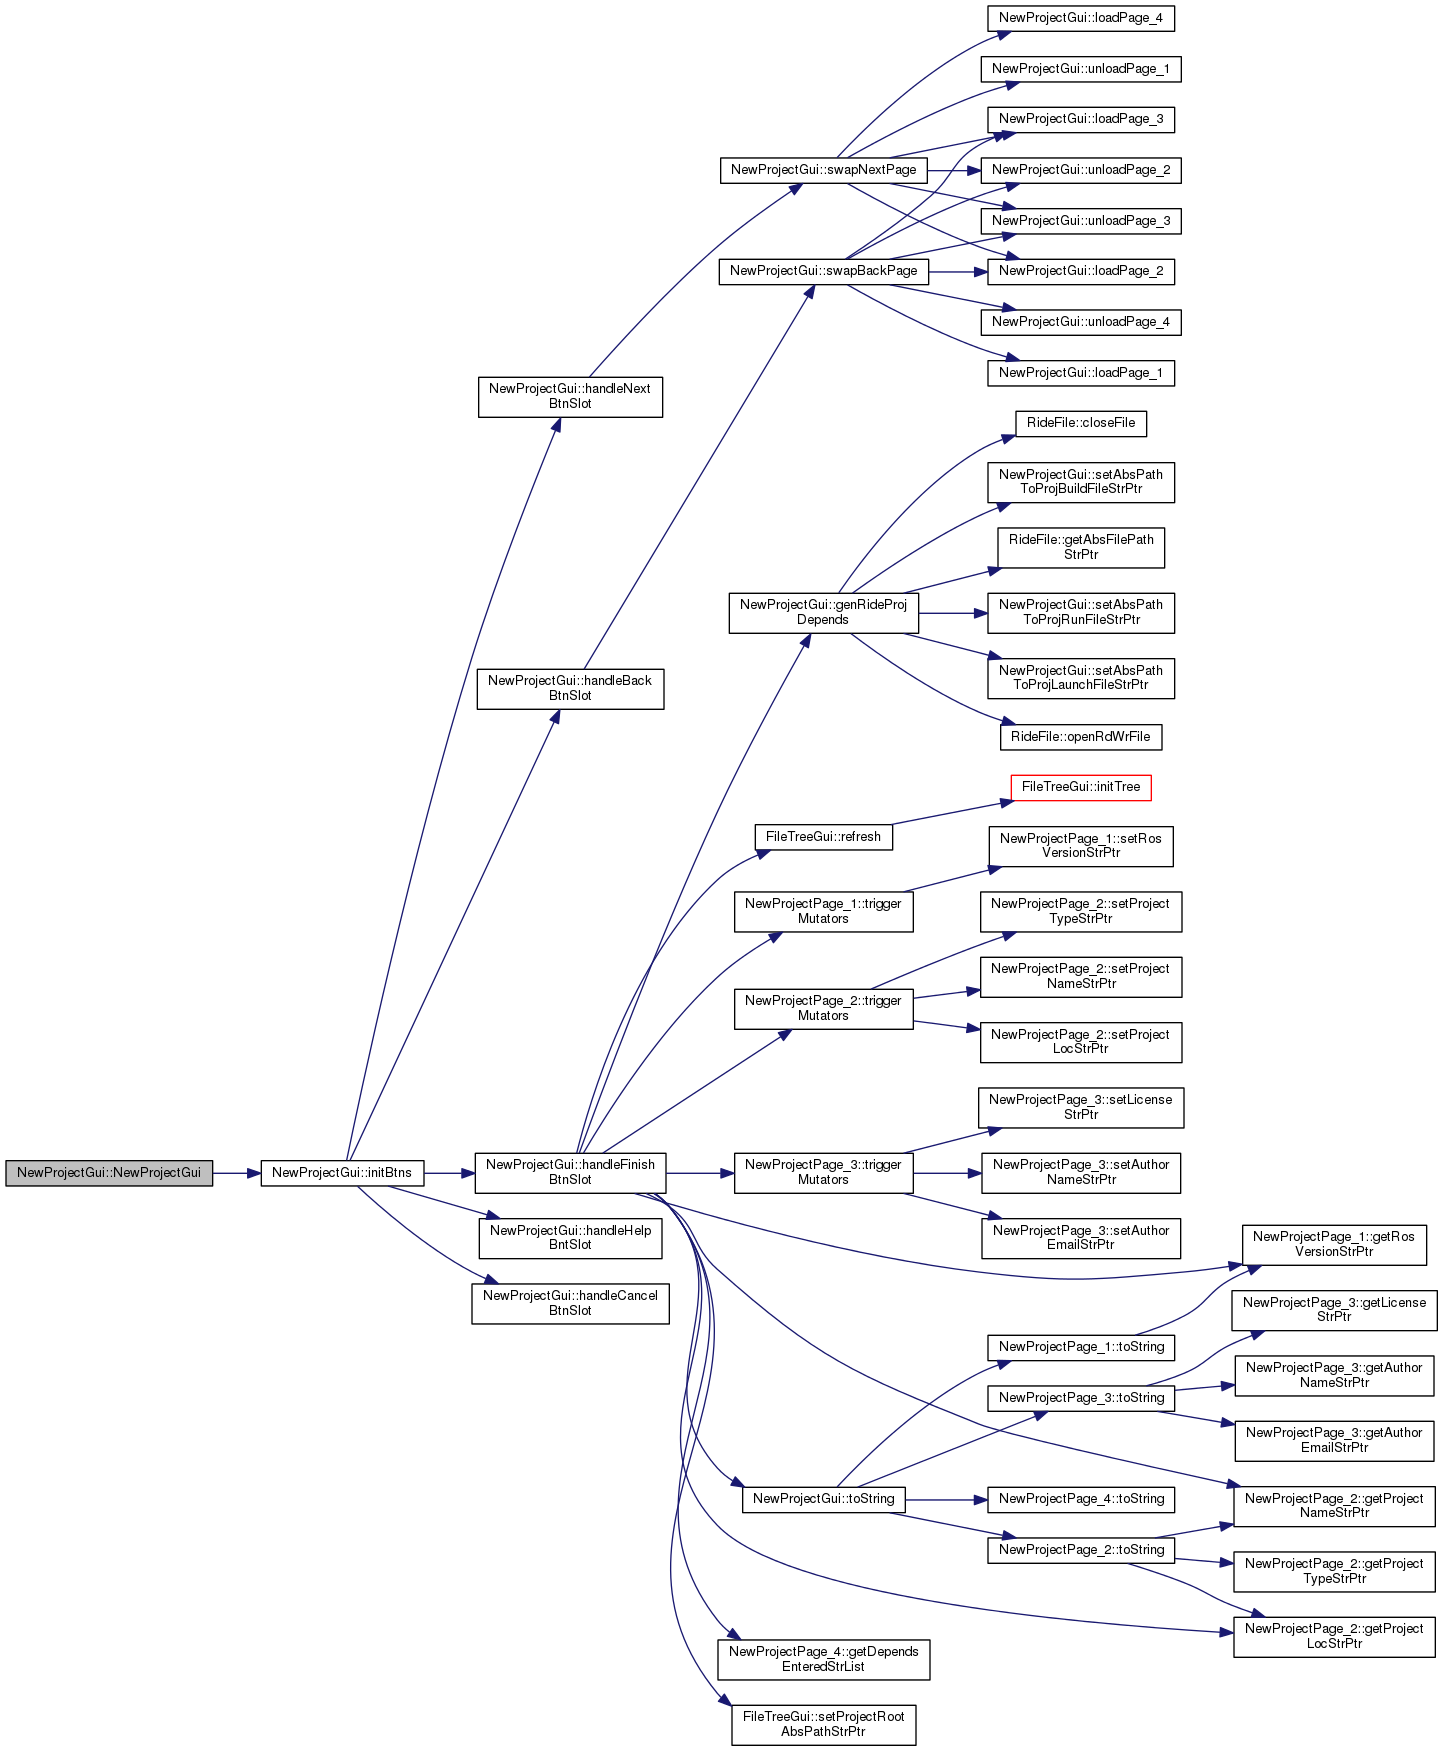 NewProjectGui::loadPage_4
NewProjectGui::unloadPage_1
NewProjectGui::loadPage_3
NewProjectGui::swapNextPage
NewProjectGui::unloadPage_2
NewProjectGui::unloadPage_3
NewProjectGui::swapBackPage
NewProjectGui::loadPage_2
NewProjectGui::unloadPage_4
NewProjectGui::loadPage_1
NewProjectGui::handleNext
BtnSlot
RideFile::closeFile
NewProjectGui::setAbsPath
ToProjBuildFileStrPtr
RideFile::getAbsFilePath
StrPtr
NewProjectGui::genRideProj
Depends
NewProjectGui::setAbsPath
ToProjRunFileStrPtr
NewProjectGui::setAbsPath
ToProjLaunchFileStrPtr
NewProjectGui::handleBack
BtnSlot
RideFile::openRdWrFile
FileTreeGui::initTree
FileTreeGui::refresh
NewProjectPage_1::setRos
VersionStrPtr
NewProjectPage_1::trigger
Mutators
NewProjectPage_2::setProject
TypeStrPtr
NewProjectPage_2::setProject
NameStrPtr
NewProjectPage_2::trigger
Mutators
NewProjectPage_2::setProject
LocStrPtr
NewProjectPage_3::setLicense
StrPtr
NewProjectGui::NewProjectGui
NewProjectGui::initBtns
NewProjectGui::handleFinish
BtnSlot
NewProjectPage_3::trigger
Mutators
NewProjectPage_3::setAuthor
NameStrPtr
NewProjectGui::handleHelp
BntSlot
NewProjectPage_3::setAuthor
EmailStrPtr
NewProjectPage_1::getRos
VersionStrPtr
NewProjectGui::handleCancel
BtnSlot
NewProjectPage_3::getLicense
StrPtr
NewProjectPage_1::toString
NewProjectPage_3::getAuthor
NameStrPtr
NewProjectPage_3::toString
NewProjectPage_3::getAuthor
EmailStrPtr
NewProjectGui::toString
NewProjectPage_4::toString
NewProjectPage_2::getProject
NameStrPtr
NewProjectPage_2::toString
NewProjectPage_2::getProject
TypeStrPtr
NewProjectPage_2::getProject
LocStrPtr
NewProjectPage_4::getDepends
EnteredStrList
FileTreeGui::setProjectRoot
AbsPathStrPtr